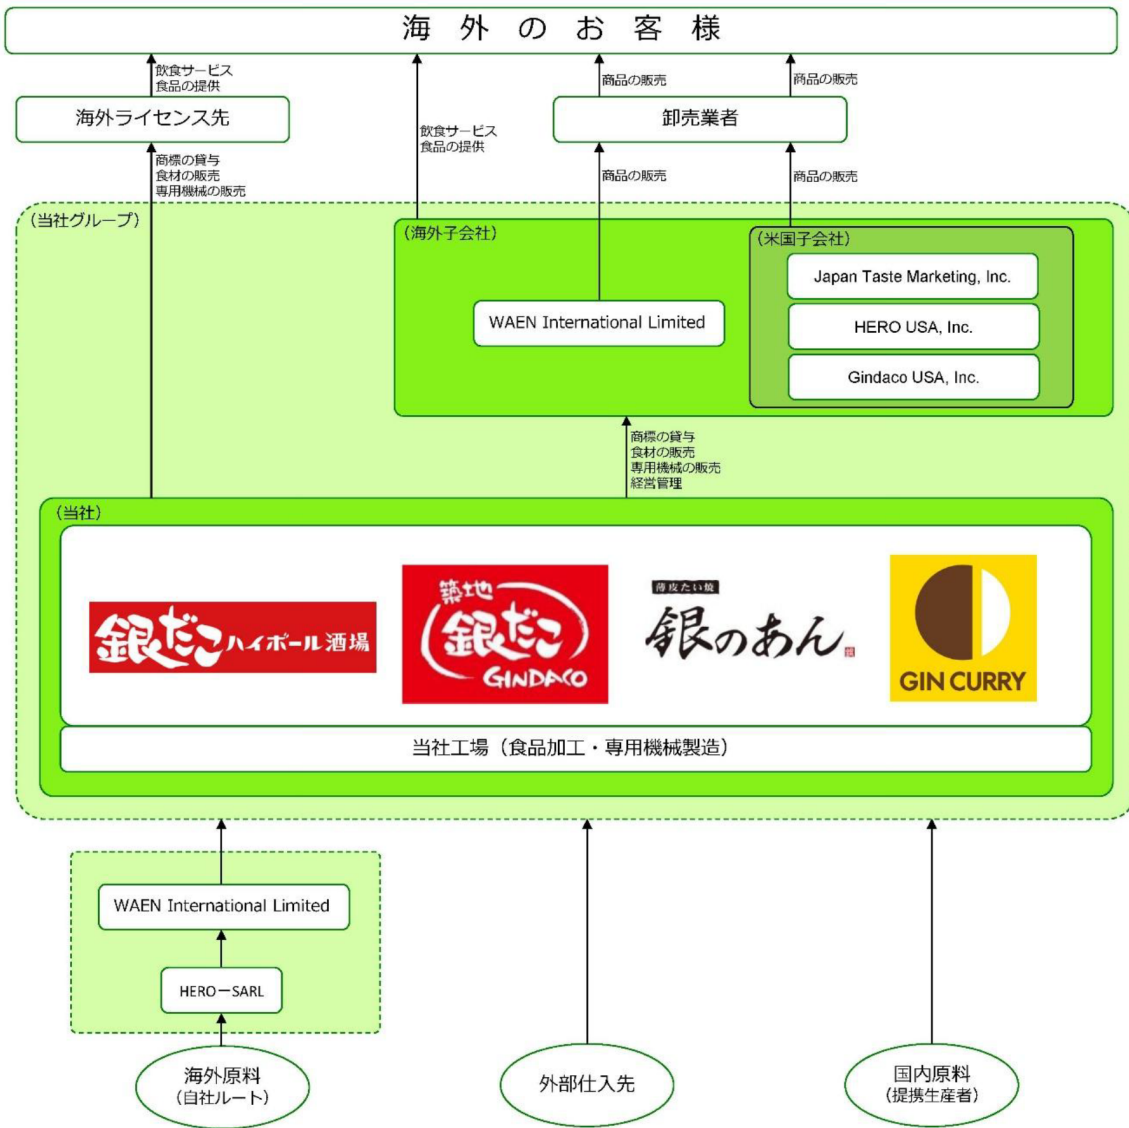 海外のお客様
飲食サービス
食品の提供
商品の販売
商品の販売
海外ライセンス先
卸売業者
飲食サービス
食品の提供
商標の貸与
食材の販売
専用機械の販売
商品の販売
商品の販売
(当社グループ)
(海外子会社)
(米国子会社)
Japan Taste Marketing, Inc.
WAEN International Limited
HERO USA, Inc.
Gindaco USA, Inc.
商標の貸与
食材の販売
専用機械の販売
経営管理
(当社)
銀だこハイボール酒場
築地
銀だこ
GINDACO
薄皮たい焼
銀のあん
GIN CURRY
当社工場(食品加工・専用機械製造)
WAEN International Limited
HERO－SARL
海外原料
(自社ルート)
外部仕入先
国内原料
(提携生産者)